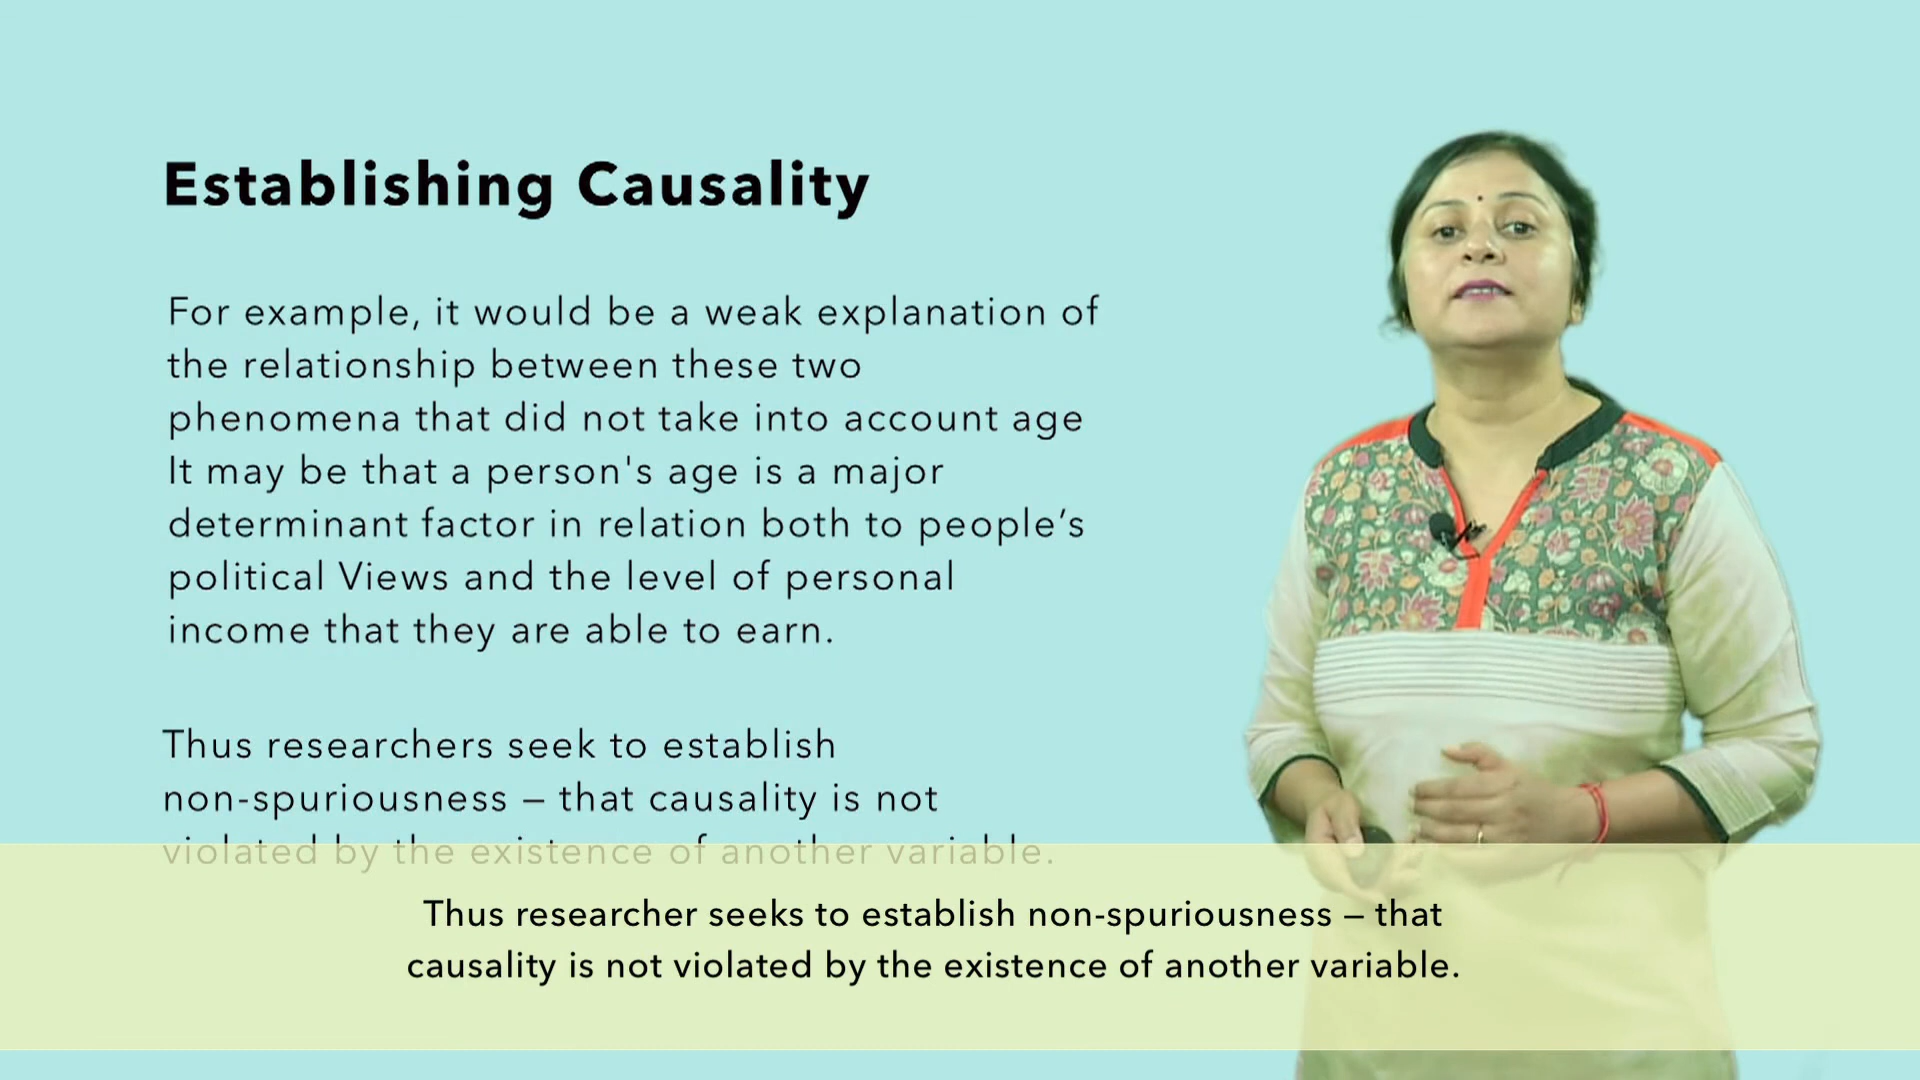 Establishing Causality
For example, it would be a weak explanation of
the relationship between these two
phenomena that did not take into account age
It may be that a person's age is a major
determinant factor in relation both to people’s
political Views and the level of personal
income that they are able to earn.
Thus researchers seek to establish
non-spuriousness – that causality is not
violated by the existence of another variable.
Thus researcher seeks to establish non-spuriousness – that
causality is not violated by the existence of another variable.